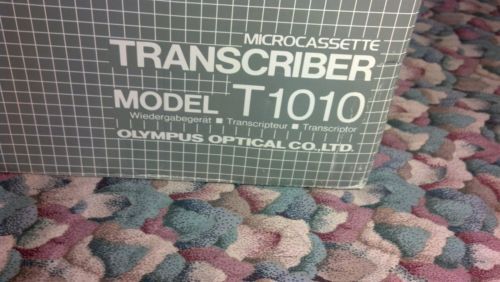 MICROCASSETTE
TRANSCRIBER
MODEL T1010
Wiedergabegerät ■ Transcripteur ■ Transcriptor
OLYMPUS OPTICAL CO.,LTD.